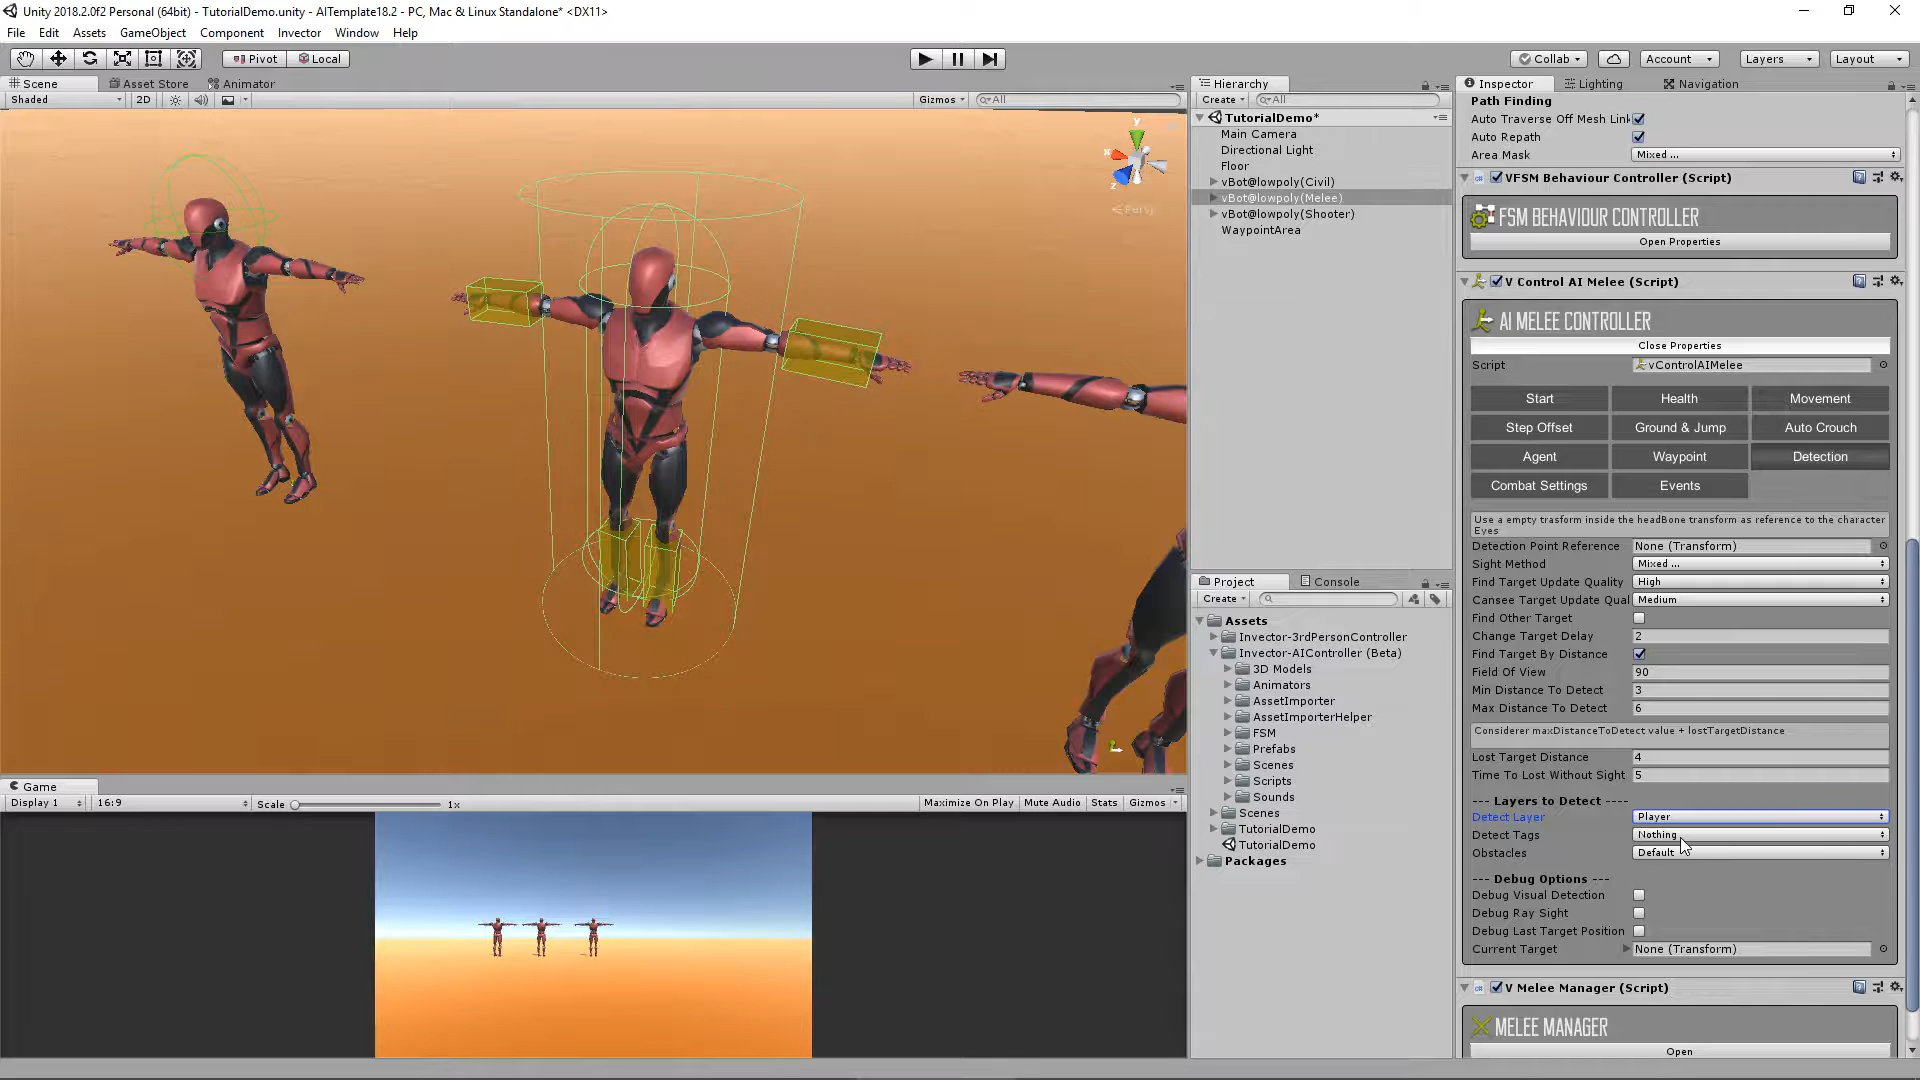 Unity 2018.2.0f2 Personal (64bit) - TutorialDemo.unity - AITemplate18.2 - PC, Mac & Linux Standalone* <DX11>
File Edit Assets GameObject Component Invector Window Help
Pivot Local
Collab Account Layers Layout
Scene Asset Store Animator
Shaded 2D Gizmos All
y
x
z
Persp
Game
Display 1 16:9 Scale 1x Maximize On Play Mute Audio Stats Gizmos
Hierarchy
Create All
TutorialDemo*
Main Camera
Directional Light
Floor
vBot@lowpoly(Civil)
vBot@lowpoly(Melee)
vBot@lowpoly(Shooter)
WaypointArea
Project Console
Create
Assets
Invector-3rdPersonController
Invector-AIController (Beta)
3D Models
Animators
AssetImporter
AssetImporterHelper
FSM
Prefabs
Scenes
Scripts
Sounds
Scenes
TutorialDemo
TutorialDemo
Packages
Inspector Lighting Navigation
Path Finding
Auto Traverse Off Mesh Link
Auto Repath
Area Mask Mixed ...
VFSM Behaviour Controller (Script)
FSM BEHAVIOUR CONTROLLER
Open Properties
V Control AI Melee (Script)
AI MELEE CONTROLLER
Close Properties
Script vControlAIMelee
Start Health Movement
Step Offset Ground & Jump Auto Crouch
Agent Waypoint Detection
Combat Settings Events
Use a empty trasform inside the headBone transform as reference to the character
Eyes
Detection Point Reference None (Transform)
Sight Method Mixed ...
Find Target Update Quality High
Cansee Target Update Qual Medium
Find Other Target
Change Target Delay 2
Find Target By Distance
Field Of View 90
Min Distance To Detect 3
Max Distance To Detect 6
Considerer maxDistanceToDetect value + lostTargetDistance
Lost Target Distance 4
Time To Lost Without Sight 5
--- Layers to Detect ----
Detect Layer Player
Detect Tags Nothing
Obstacles Default
--- Debug Options ---
Debug Visual Detection
Debug Ray Sight
Debug Last Target Position
Current Target None (Transform)
V Melee Manager (Script)
MELEE MANAGER
Open